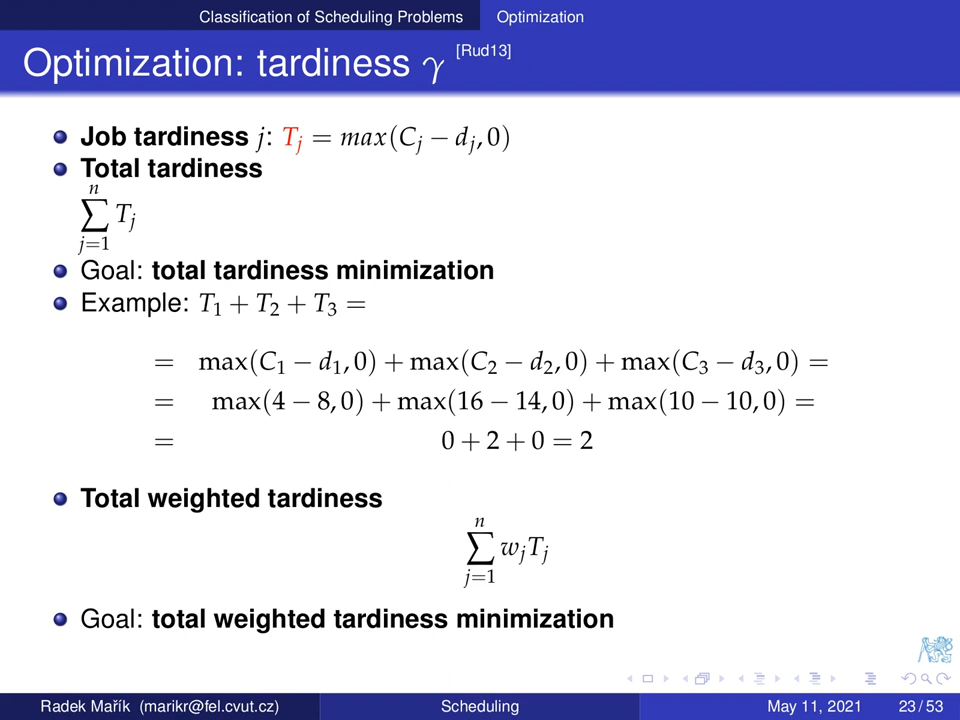 Classification of Scheduling Problems Optimization
Optimization: tardiness γ [Rud13]
Job tardiness j: Tj = max(Cj − dj, 0)
Total tardiness
n
∑ Tj
j=1
Goal: total tardiness minimization
Example: T1 + T2 + T3 =
= max(C1 − d1, 0) + max(C2 − d2, 0) + max(C3 − d3, 0) =
= max(4 − 8, 0) + max(16 − 14, 0) + max(10 − 10, 0) =
= 0 + 2 + 0 = 2
Total weighted tardiness
n
∑ wjTj
j=1
Goal: total weighted tardiness minimization
Radek Mařík (marikr@fel.cvut.cz) Scheduling May 11, 2021 23 / 53